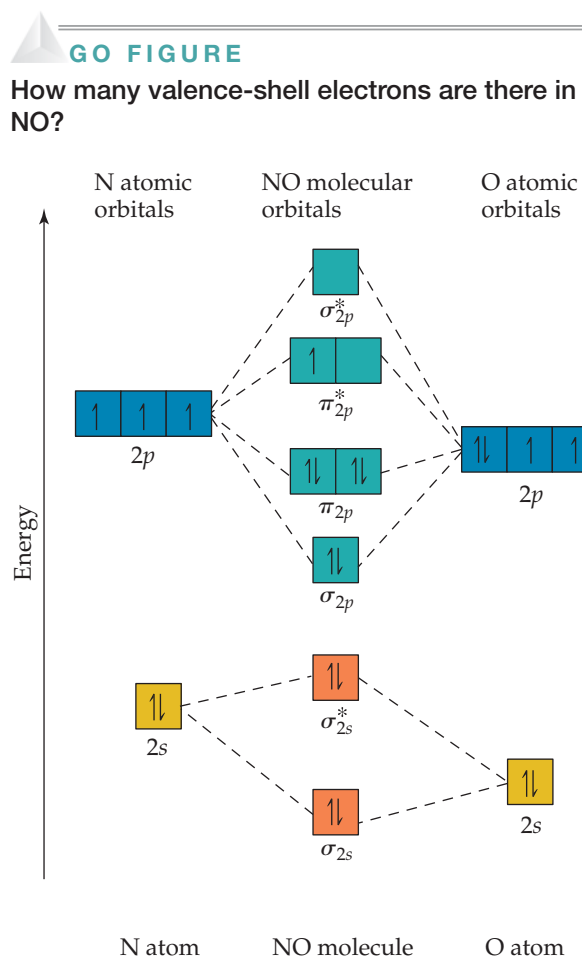 GO FIGURE
How many valence-shell electrons are there in
NO?
N atomic
orbitals
NO molecular
orbitals
O atomic
orbitals
σ*2p
π*2p
2p
π2p
2p
σ2p
Energy
σ*2s
2s
σ2s
2s
N atom
NO molecule
O atom